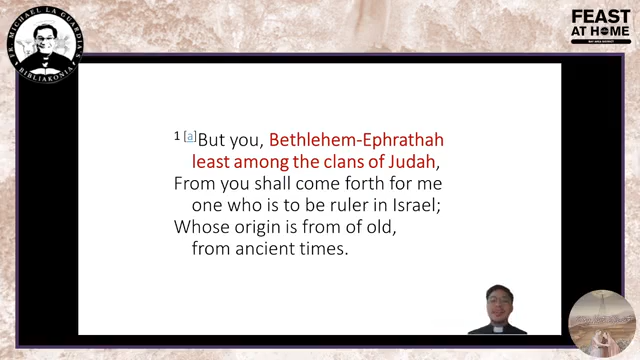 FR. MICHAEL LA GUARDIA'S
BIBLIAKONIA
FEAST
AT HOME
1 [a]But you, Bethlehem-Ephrathah
least among the clans of Judah,
From you shall come forth for me
one who is to be ruler in Israel;
Whose origin is from of old,
from ancient times.